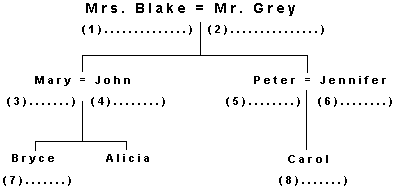 Mrs. Blake = Mr. Grey
(1)..............) (2)...............)
Mary = John Peter = Jennifer
(3).......) (4)........) (5)........) (6)........)
Bryce Alicia Carol
(7).......) (8).......)